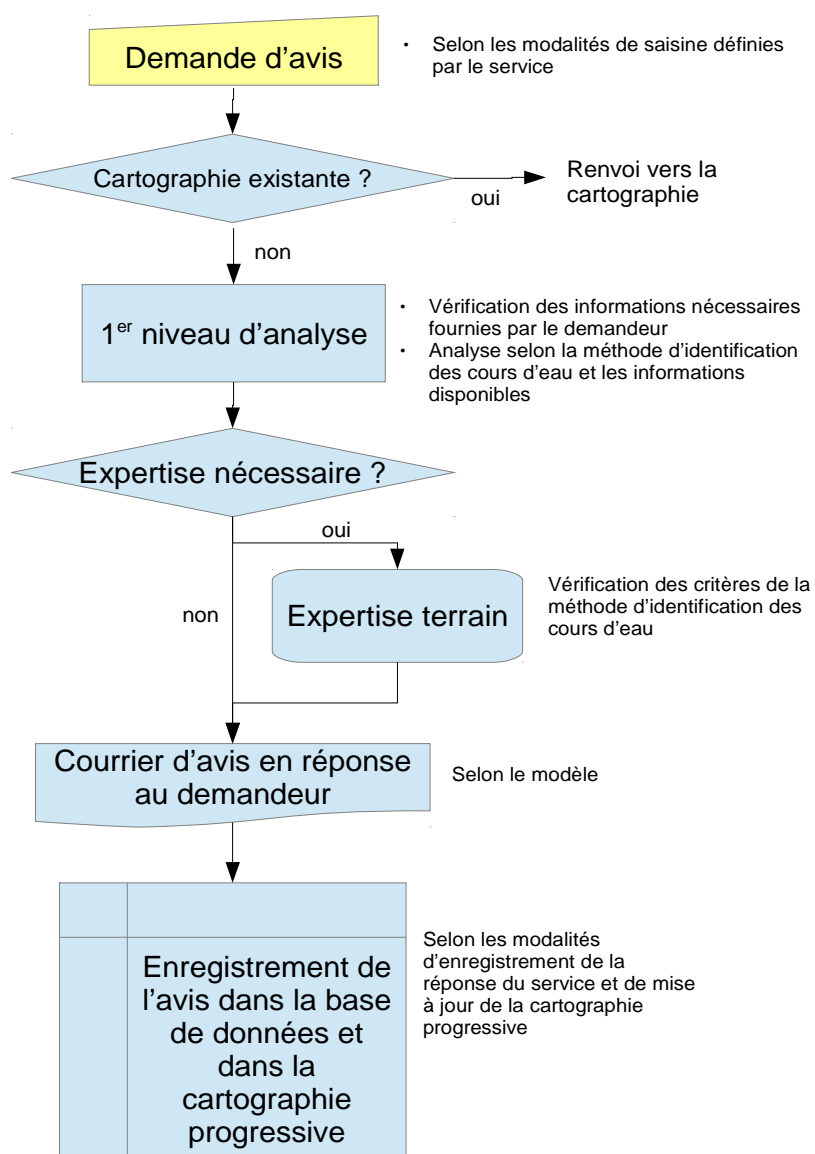 Demande d'avis
• Selon les modalités de saisine définies
par le service
Cartographie existante ?
oui
Renvoi vers la
cartographie
non
1er niveau d'analyse
• Vérification des informations nécessaires
fournies par le demandeur
• Analyse selon la méthode d'identification
des cours d'eau et les informations
disponibles
Expertise nécessaire ?
oui
non
Expertise terrain
Vérification des critères de la
méthode d'identification des
cours d'eau
Courrier d'avis en réponse
au demandeur
Selon le modèle
Enregistrement de
l'avis dans la base
de données et
dans la
cartographie
progressive
Selon les modalités
d'enregistrement de la
réponse du service et de mise
à jour de la cartographie
progressive